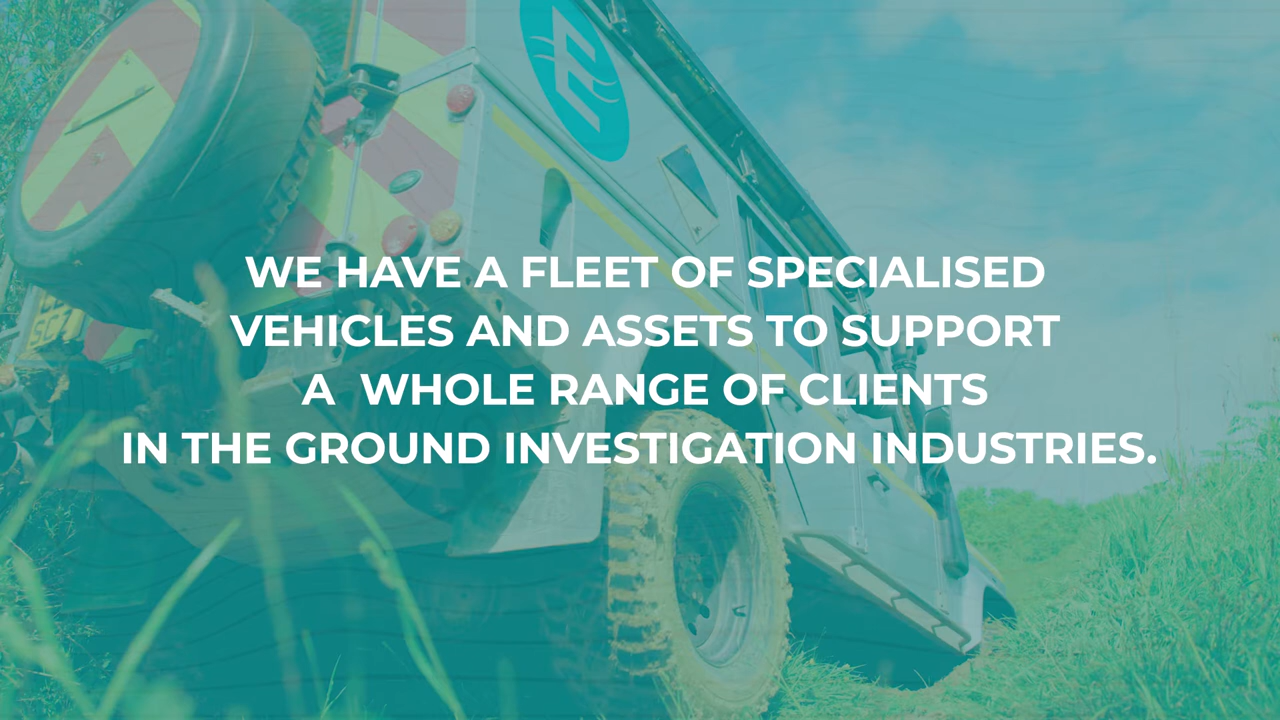 WE HAVE A FLEET OF SPECIALISED
VEHICLES AND ASSETS TO SUPPORT
A  WHOLE RANGE OF CLIENTS
IN THE GROUND INVESTIGATION INDUSTRIES.